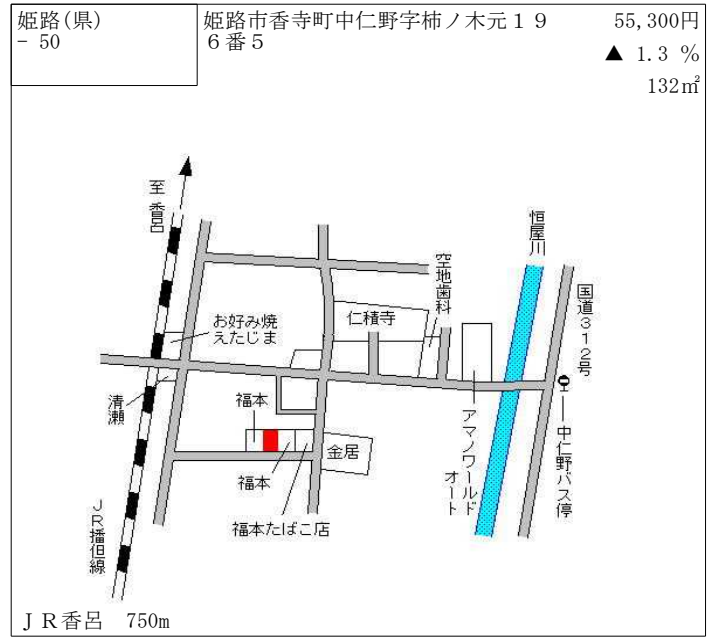 姫路(県)
- 50
姫路市香寺町中仁野字柿ノ木元１９
６番５
55,300円
▲ 1.3 %
132㎡
至 香呂
恒屋川
空地歯科
国道３１２号
お好み焼
えたじま
仁積寺
清瀬
福本
アマノワールド
オート
中仁野バス停
金居
福本
福本たばこ店
ＪＲ播但線
ＪＲ香呂　750m